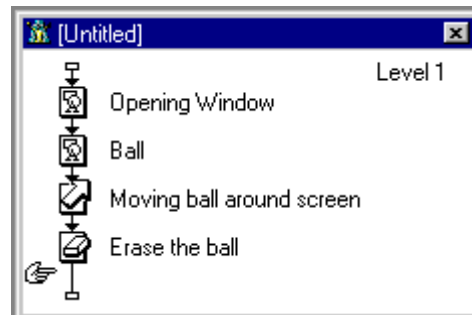 [Untitled]
Level 1
Opening Window
Ball
Moving ball around screen
Erase the ball